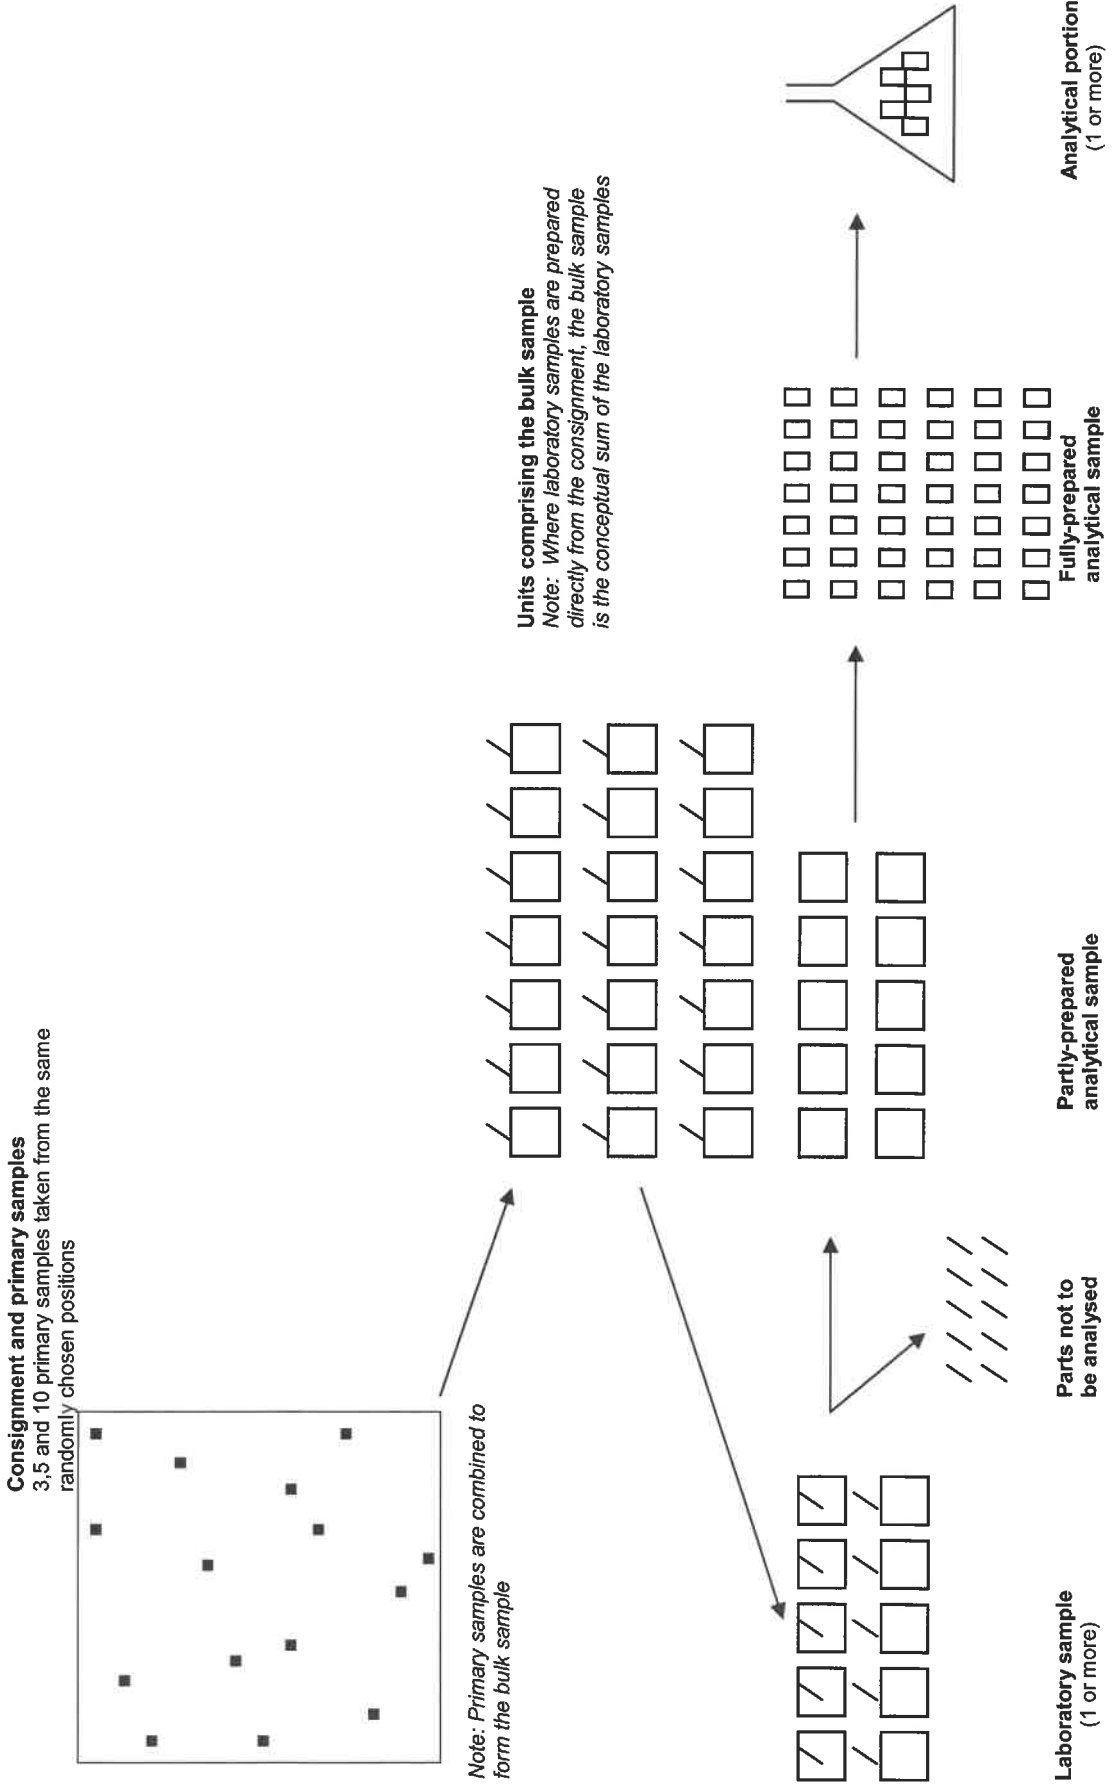 Consignment and primary samples
3,5 and 10 primary samples taken from the same
randomly chosen positions
Note: Primary samples are combined to
form the bulk sample
Units comprising the bulk sample
Note: Where laboratory samples are prepared
directly from the consignment, the bulk sample
is the conceptual sum of the laboratory samples
Laboratory sample
(1 or more)
Parts not to
be analysed
Partly-prepared
analytical sample
Fully-prepared
analytical sample
Analytical portion
(1 or more)